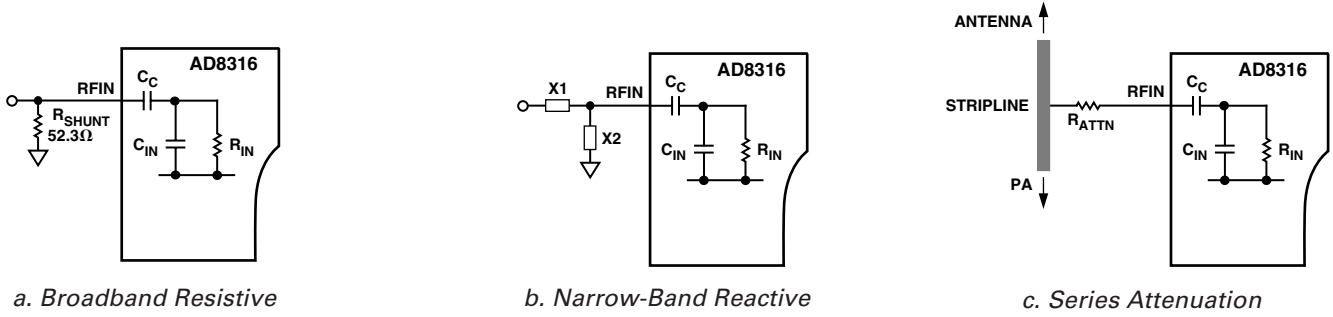 AD8316
RFIN
C_C
R_SHUNT
52.3Ω
C_IN
R_IN
a. Broadband Resistive
AD8316
X1
RFIN
C_C
X2
C_IN
R_IN
b. Narrow-Band Reactive
ANTENNA
AD8316
STRIPLINE
RFIN
C_C
R_ATTN
C_IN
R_IN
PA
c. Series Attenuation